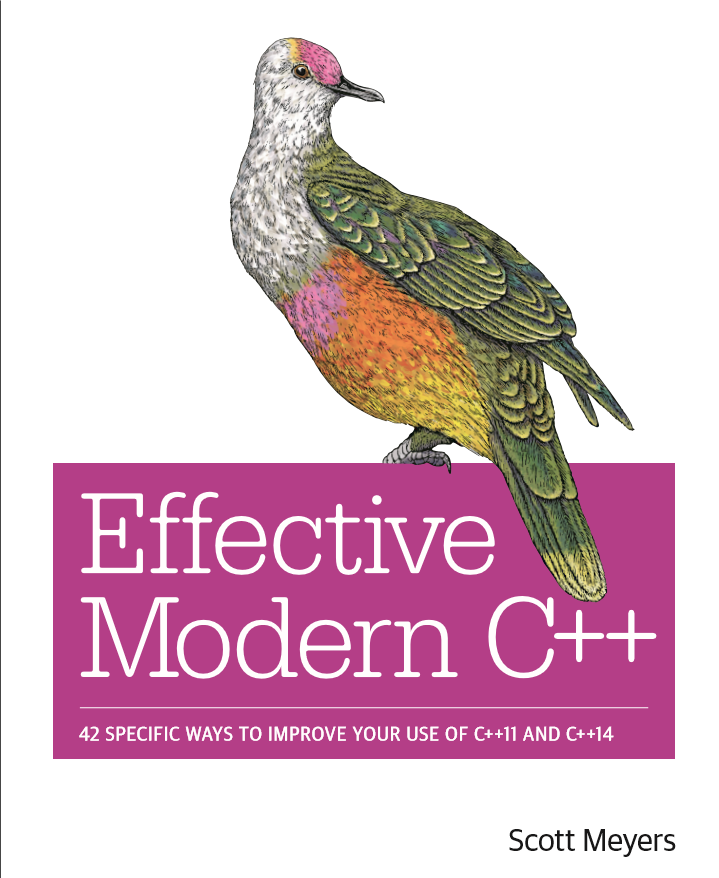 Effective
Modern C++
42 SPECIFIC WAYS TO IMPROVE YOUR USE OF C++11 AND C++14
Scott Meyers